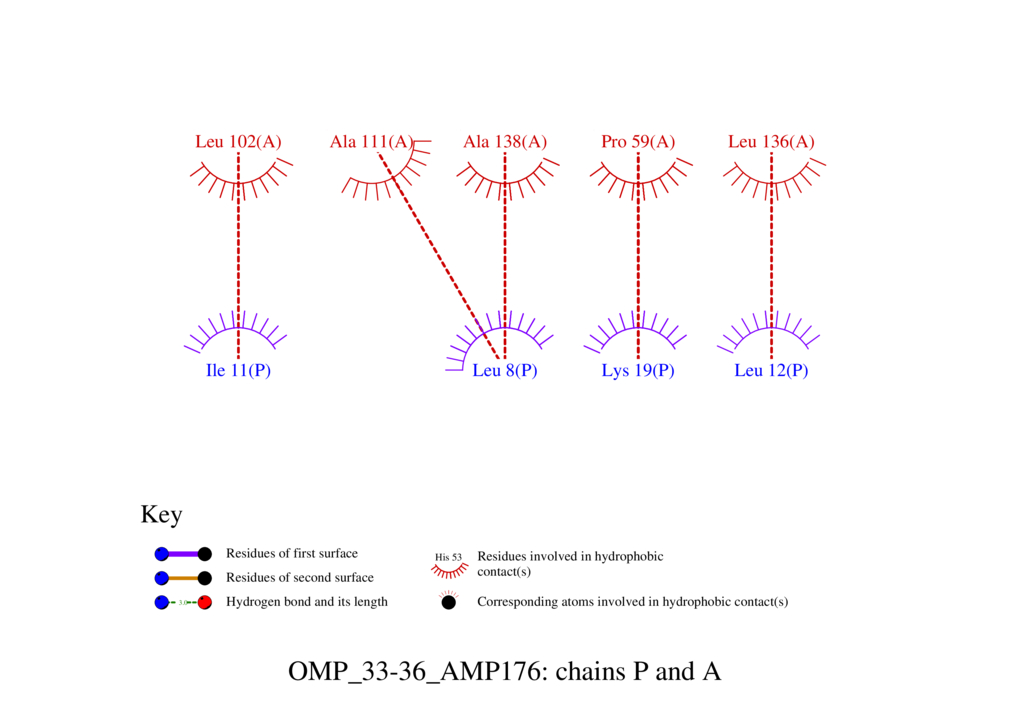 Leu 102(A) Ala 111(A) Ala 138(A) Pro 59(A) Leu 136(A)
Ile 11(P) Leu 8(P) Lys 19(P) Leu 12(P)
Key
Residues of first surface
Residues of second surface
3.0
Hydrogen bond and its length
His 53
Residues involved in hydrophobic
contact(s)
Corresponding atoms involved in hydrophobic contact(s)
OMP_33-36_AMP176: chains P and A